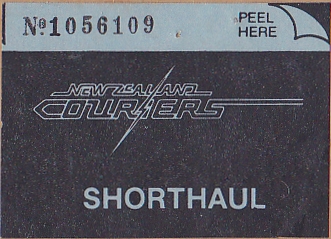 Nº1056109
PEEL
HERE
NEW ZEALAND
COURIERS
SHORTHAUL